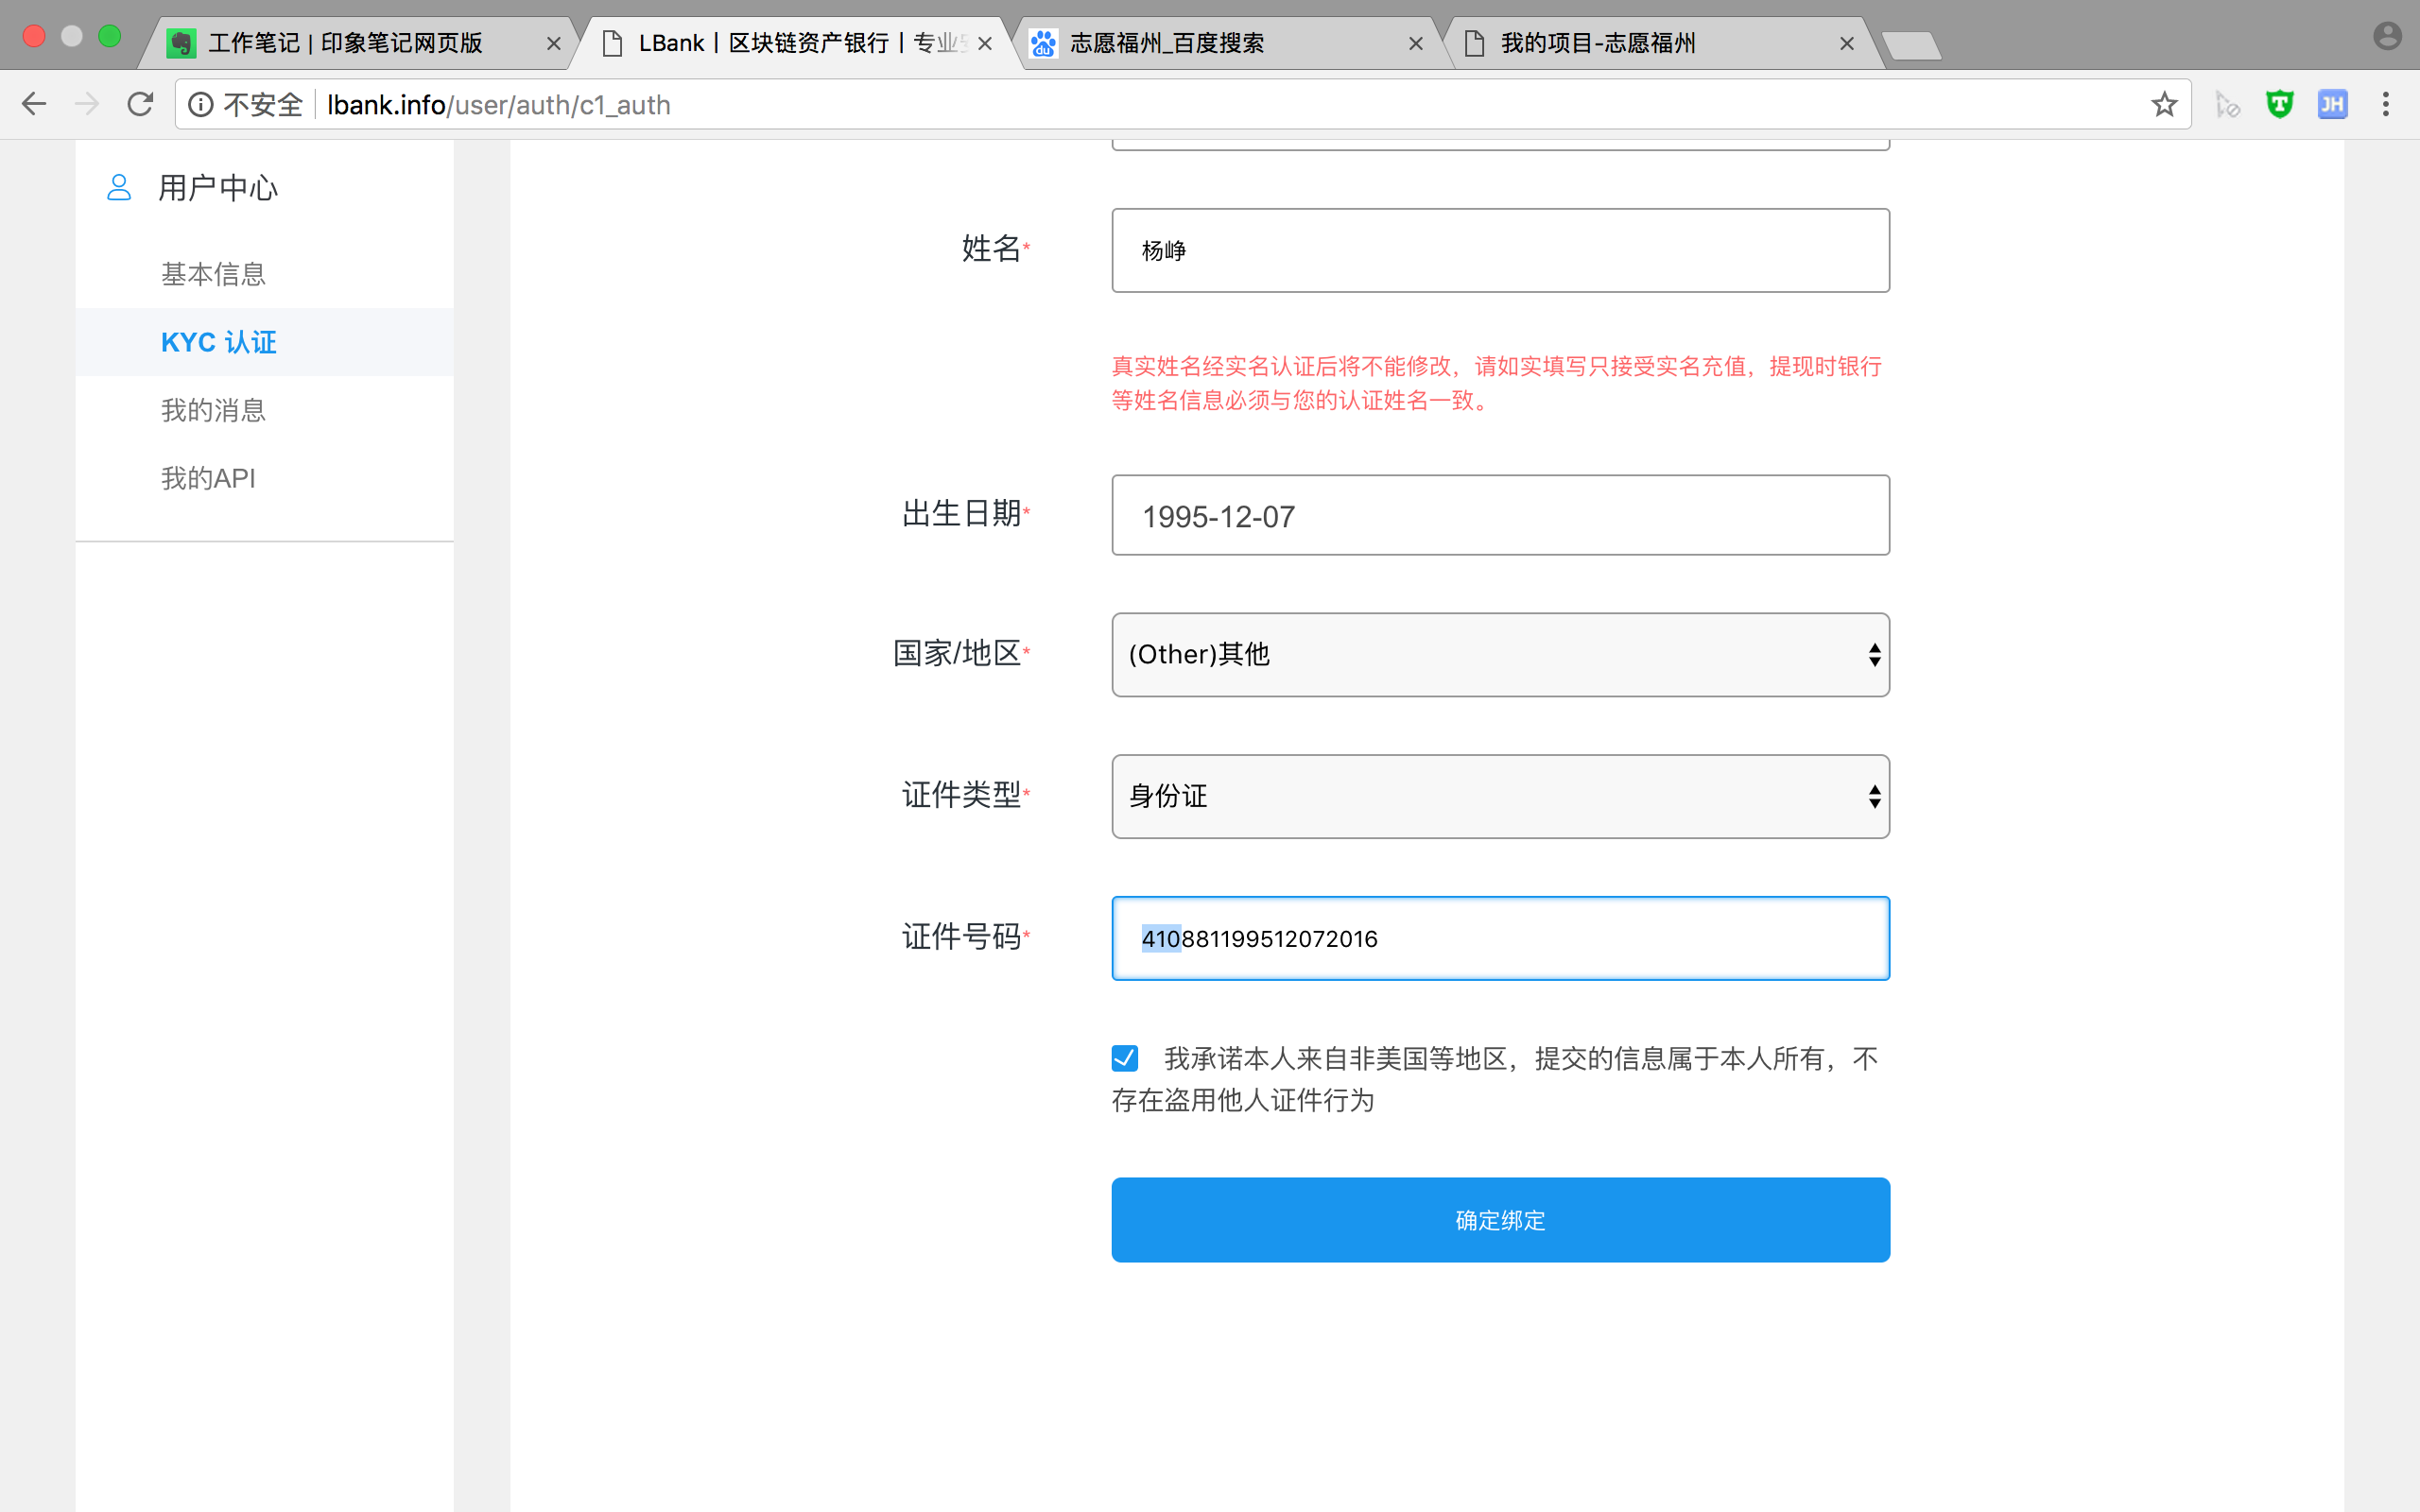 工作笔记 | 印象笔记网页版
LBank | 区块链资产银行 | 专业
志愿福州_百度搜索
我的项目-志愿福州
不安全
lbank.info/user/auth/c1_auth
JH
用户中心
基本信息
KYC 认证
我的消息
我的API
姓名*
杨峥
真实姓名经实名认证后将不能修改，请如实填写只接受实名充值，提现时银行
等姓名信息必须与您的认证姓名一致。
出生日期*
1995-12-07
国家/地区*
(Other)其他
证件类型*
身份证
证件号码*
410881199512072016
我承诺本人来自非美国等地区，提交的信息属于本人所有，不
存在盗用他人证件行为
确定绑定